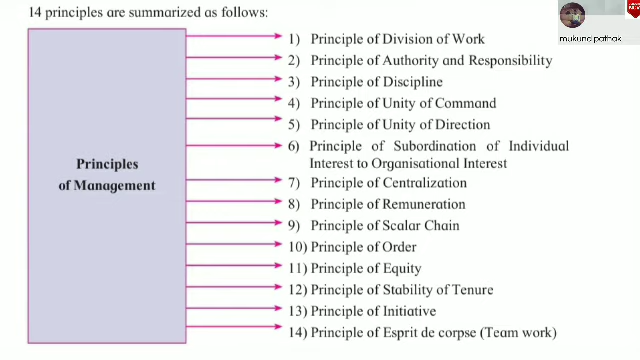 14 principles are summarized as follows:
Principles
of Management
1) Principle of Division of Work
2) Principle of Authority and Responsibility
3) Principle of Discipline
4) Principle of Unity of Command
5) Principle of Unity of Direction
6) Principle of Subordination of Individual
Interest to Organisational Interest
7) Principle of Centralization
8) Principle of Remuneration
9) Principle of Scalar Chain
10) Principle of Order
11) Principle of Equity
12) Principle of Stability of Tenure
13) Principle of Initiative
14) Principle of Esprit de corpse (Team work)
mukund pathak